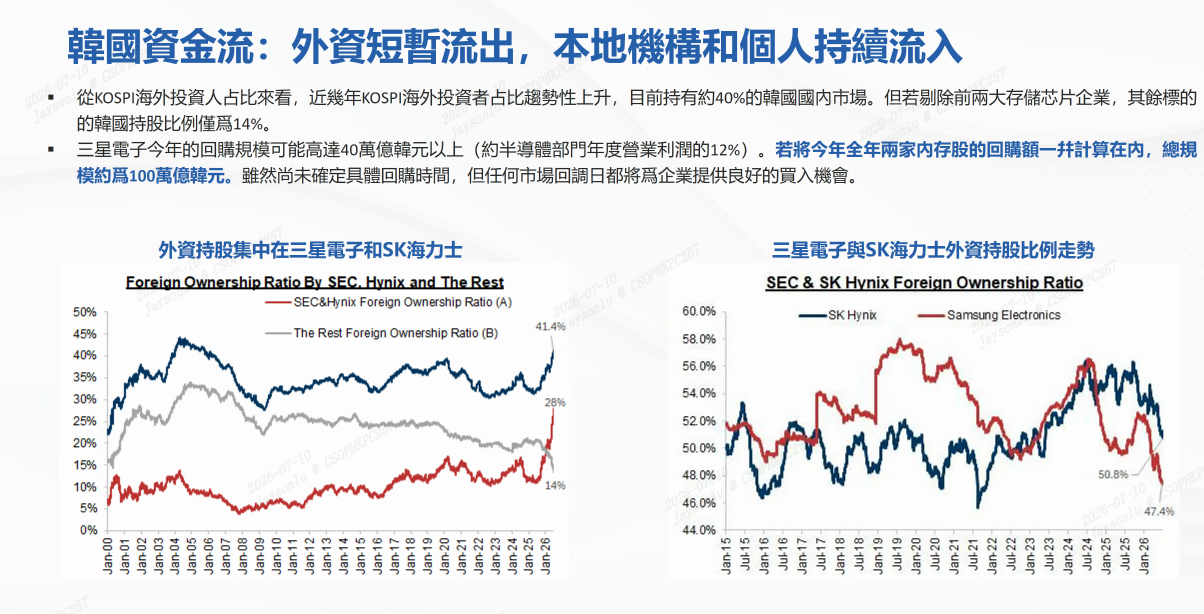 韓國資金流：外資短暫流出，本地機構和個人持續流入
▪ 從KOSPI海外投資人占比來看，近幾年KOSPI海外投資者占比趨勢性上升，目前持有約40%的韓國國內市場。但若剔除前兩大存儲芯片企業，其餘標的
的韓國持股比例僅爲14%。
▪ 三星電子今年的回購規模可能高達40萬億韓元以上（約半導體部門年度營業利潤的12%）。若將今年全年兩家內存股的回購額一幷計算在內，總規
模約爲100萬億韓元。雖然尚未確定具體回購時間，但任何市場回調日都將爲企業提供良好的買入機會。
外資持股集中在三星電子和SK海力士
Foreign Ownership Ratio By SEC, Hynix and The Rest
SEC&Hynix Foreign Ownership Ratio (A)
The Rest Foreign Ownership Ratio (B)
50%
45%
40%
35%
30%
25%
20%
15%
10%
5%
0%
41.4%
28%
14%
Jan-00
Jan-01
Jan-02
Jan-03
Jan-04
Jan-05
Jan-06
Jan-07
Jan-08
Jan-09
Jan-10
Jan-11
Jan-12
Jan-13
Jan-14
Jan-15
Jan-16
Jan-17
Jan-18
Jan-19
Jan-20
Jan-21
Jan-22
Jan-23
Jan-24
Jan-25
Jan-26
三星電子與SK海力士外資持股比例走勢
SEC & SK Hynix Foreign Ownership Ratio
SK Hynix
Samsung Electronics
60.0%
58.0%
56.0%
54.0%
52.0%
50.0%
48.0%
46.0%
44.0%
50.8%
47.4%
Jan-15
Jul-15
Jan-16
Jul-16
Jan-17
Jul-17
Jan-18
Jul-18
Jan-19
Jul-19
Jan-20
Jul-20
Jan-21
Jul-21
Jan-22
Jul-22
Jan-23
Jul-23
Jan-24
Jul-24
Jan-25
Jul-25
Jan-26
2026-07-10